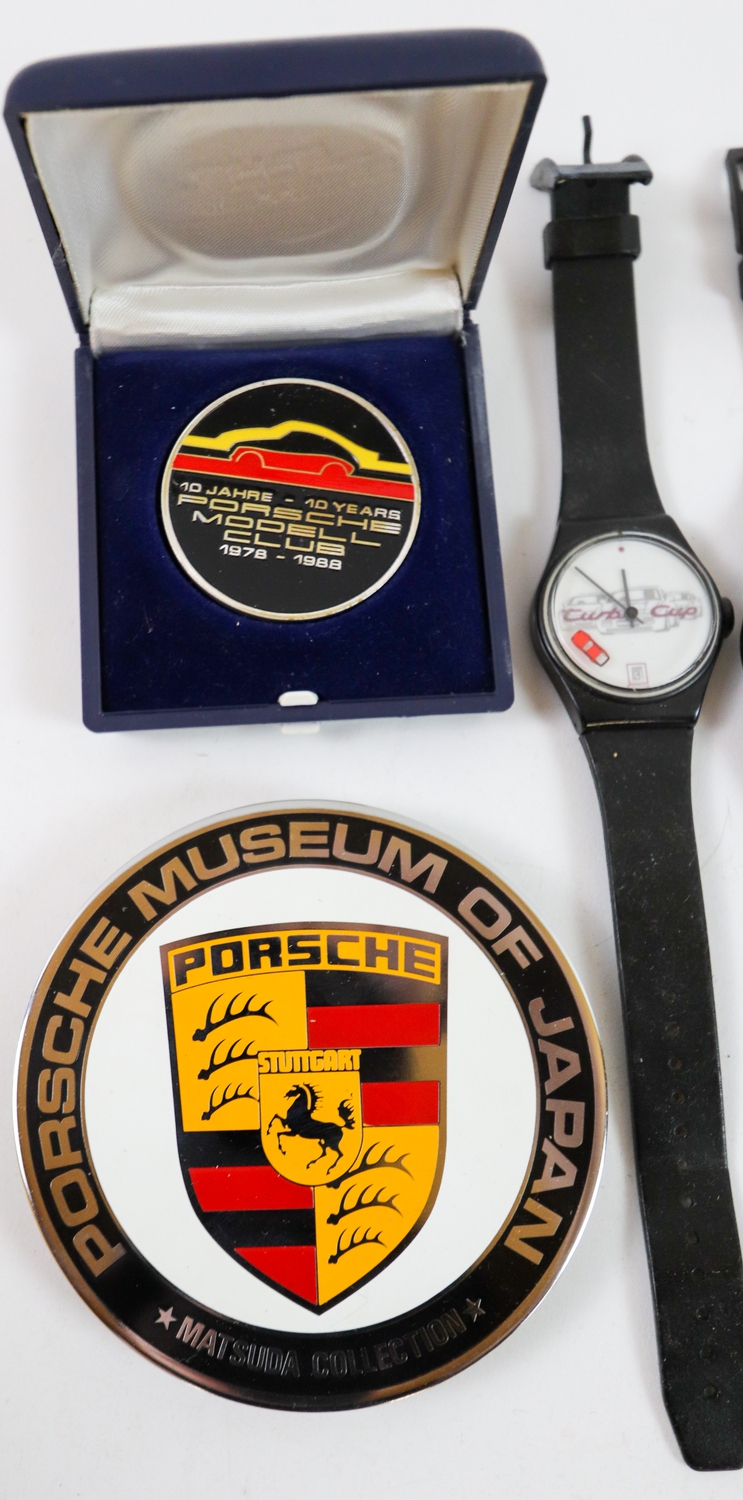 10 JAHRE - 10 YEARS
PORSCHE
MODELL
CLUB
1978 - 1988
Turbo Cup
PORSCHE MUSEUM OF JAPAN
PORSCHE
STUTTGART
★ MATSUDA COLLECTION ★